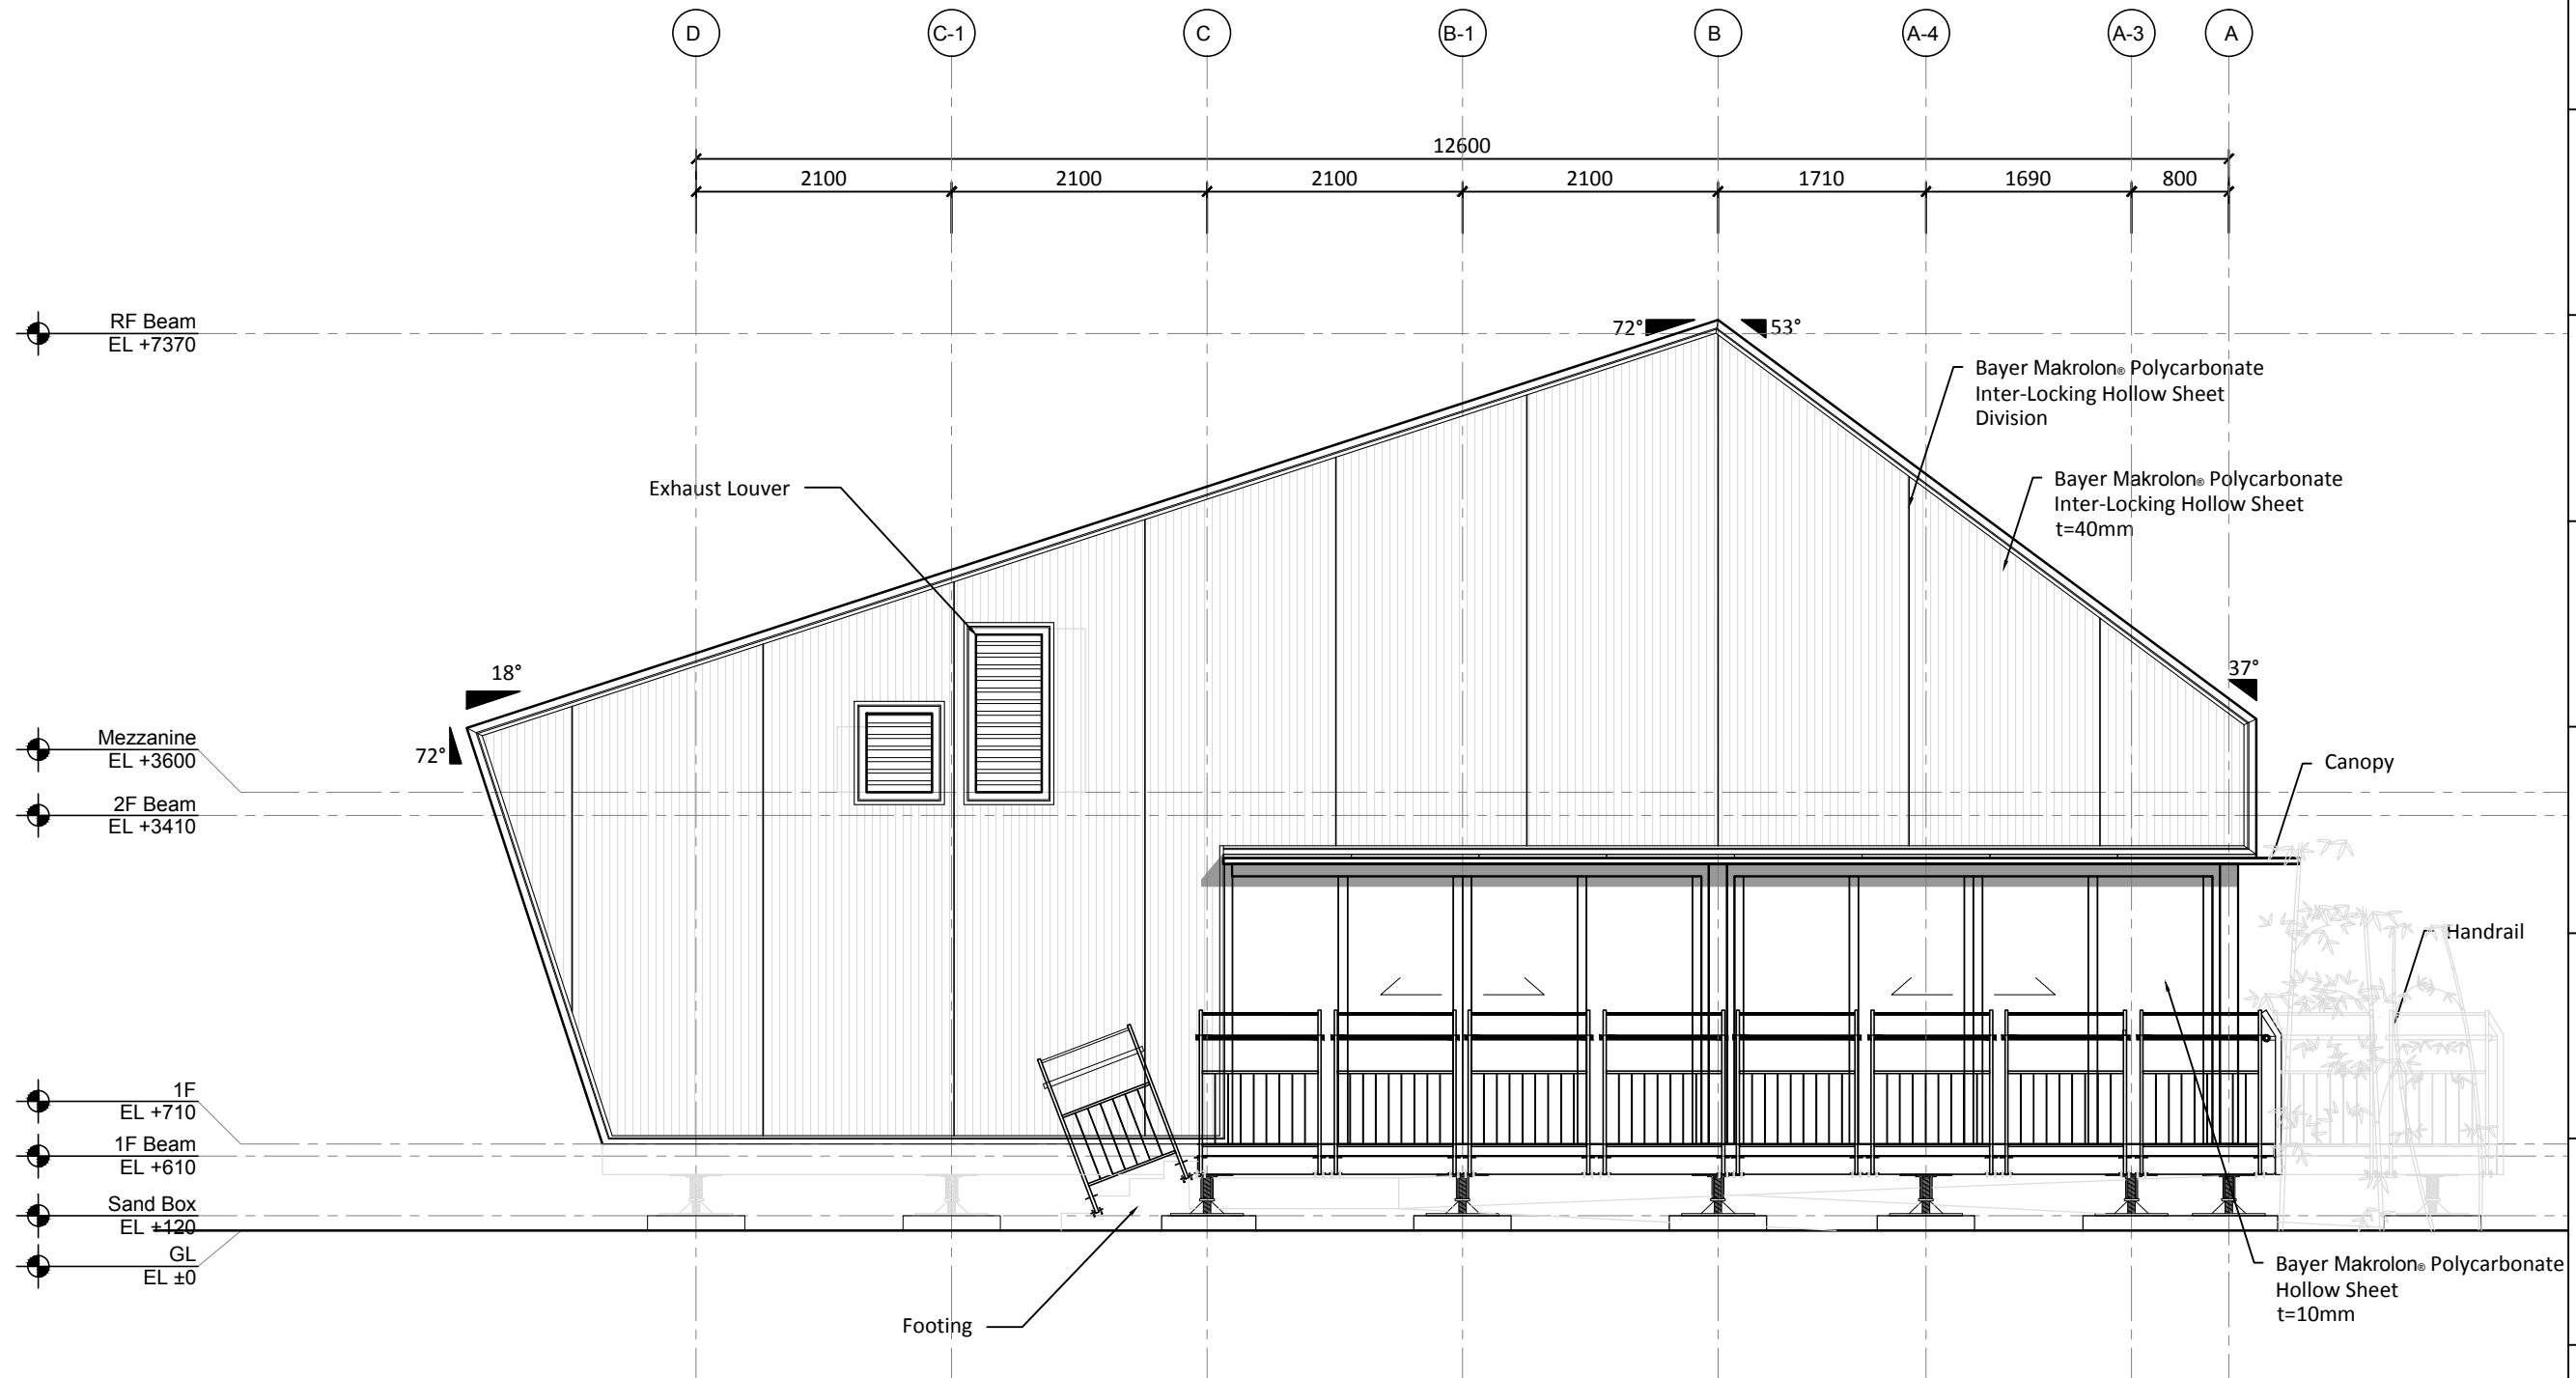 D
C-1
C
B-1
B
A-4
A-3
A
12600
2100
2100
2100
2100
1710
1690
800
RF Beam
EL +7370
72°
53°
Bayer Makrolon® Polycarbonate
Inter-Locking Hollow Sheet
Division
Bayer Makrolon® Polycarbonate
Inter-Locking Hollow Sheet
t=40mm
Exhaust Louver
18°
37°
72°
Mezzanine
EL +3600
Canopy
2F Beam
EL +3410
Handrail
1F
EL +710
1F Beam
EL +610
Sand Box
EL +120
GL
EL ±0
Bayer Makrolon® Polycarbonate
Hollow Sheet
t=10mm
Footing